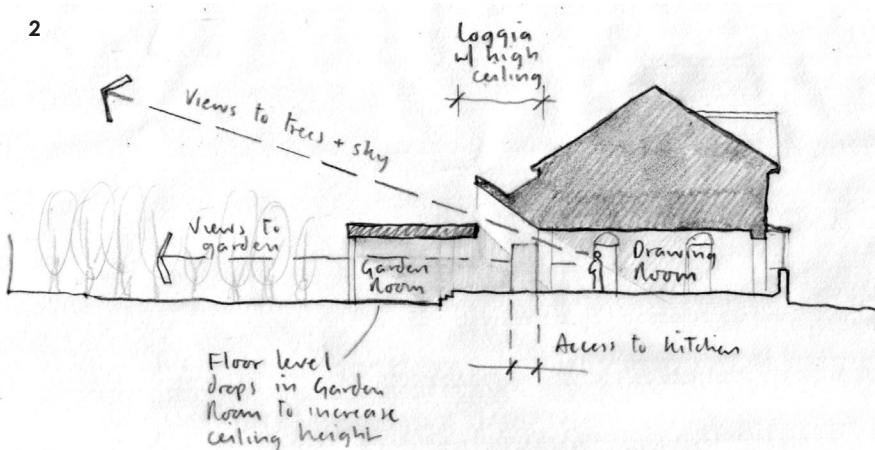 2
Loggia
w/ high
ceiling
Views to trees + sky
Views to
garden
Garden
Room
Drawing
Room
Access to kitchen
Floor level
drops in Garden
Room to increase
ceiling height